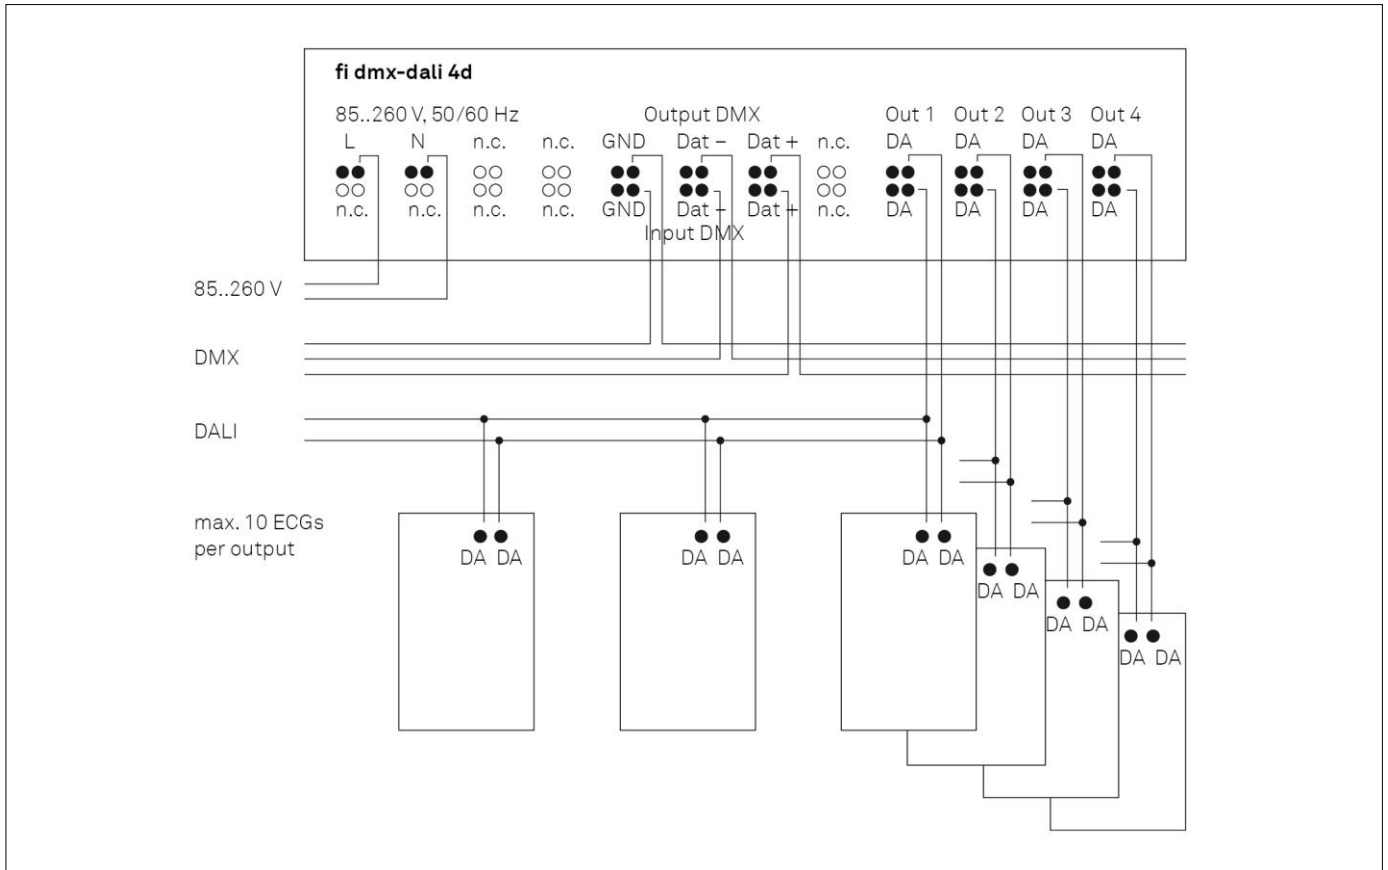 fi dmx-dali 4d
85..260 V, 50/60 Hz Output DMX Out 1 Out 2 Out 3 Out 4
L N n.c. n.c. GND Dat – Dat + n.c. DA DA DA DA
n.c. n.c. n.c. n.c. GND Dat – Dat + n.c. DA DA DA DA
Input DMX
85..260 V
DMX
DALI
max. 10 ECGs
per output
DA DA DA DA DA DA
DA DA
DA DA
DA DA